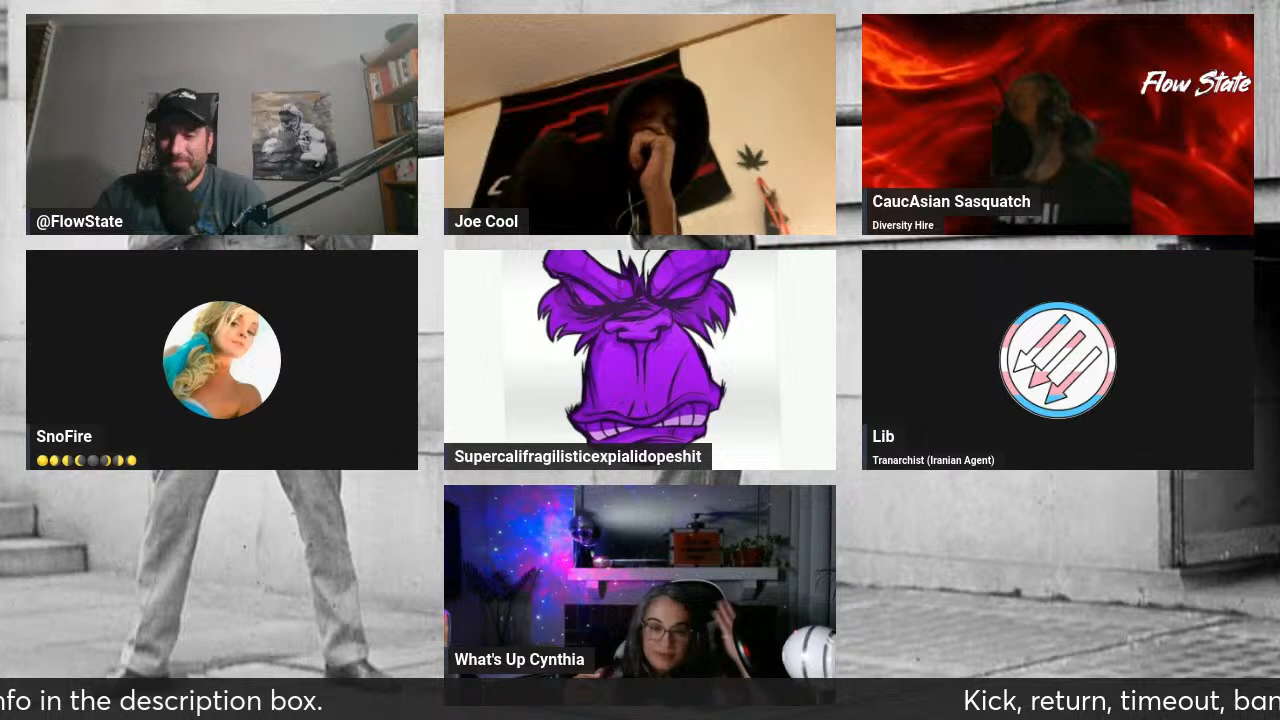 Flow State
@FlowState
Joe Cool
CaucAsian Sasquatch
Diversity Hire
SnoFire
Supercalifragilisticexpialidopeshit
Lib
Tranarchist (Iranian Agent)
What's Up Cynthia
nfo in the description box.
Kick, return, timeout, ban